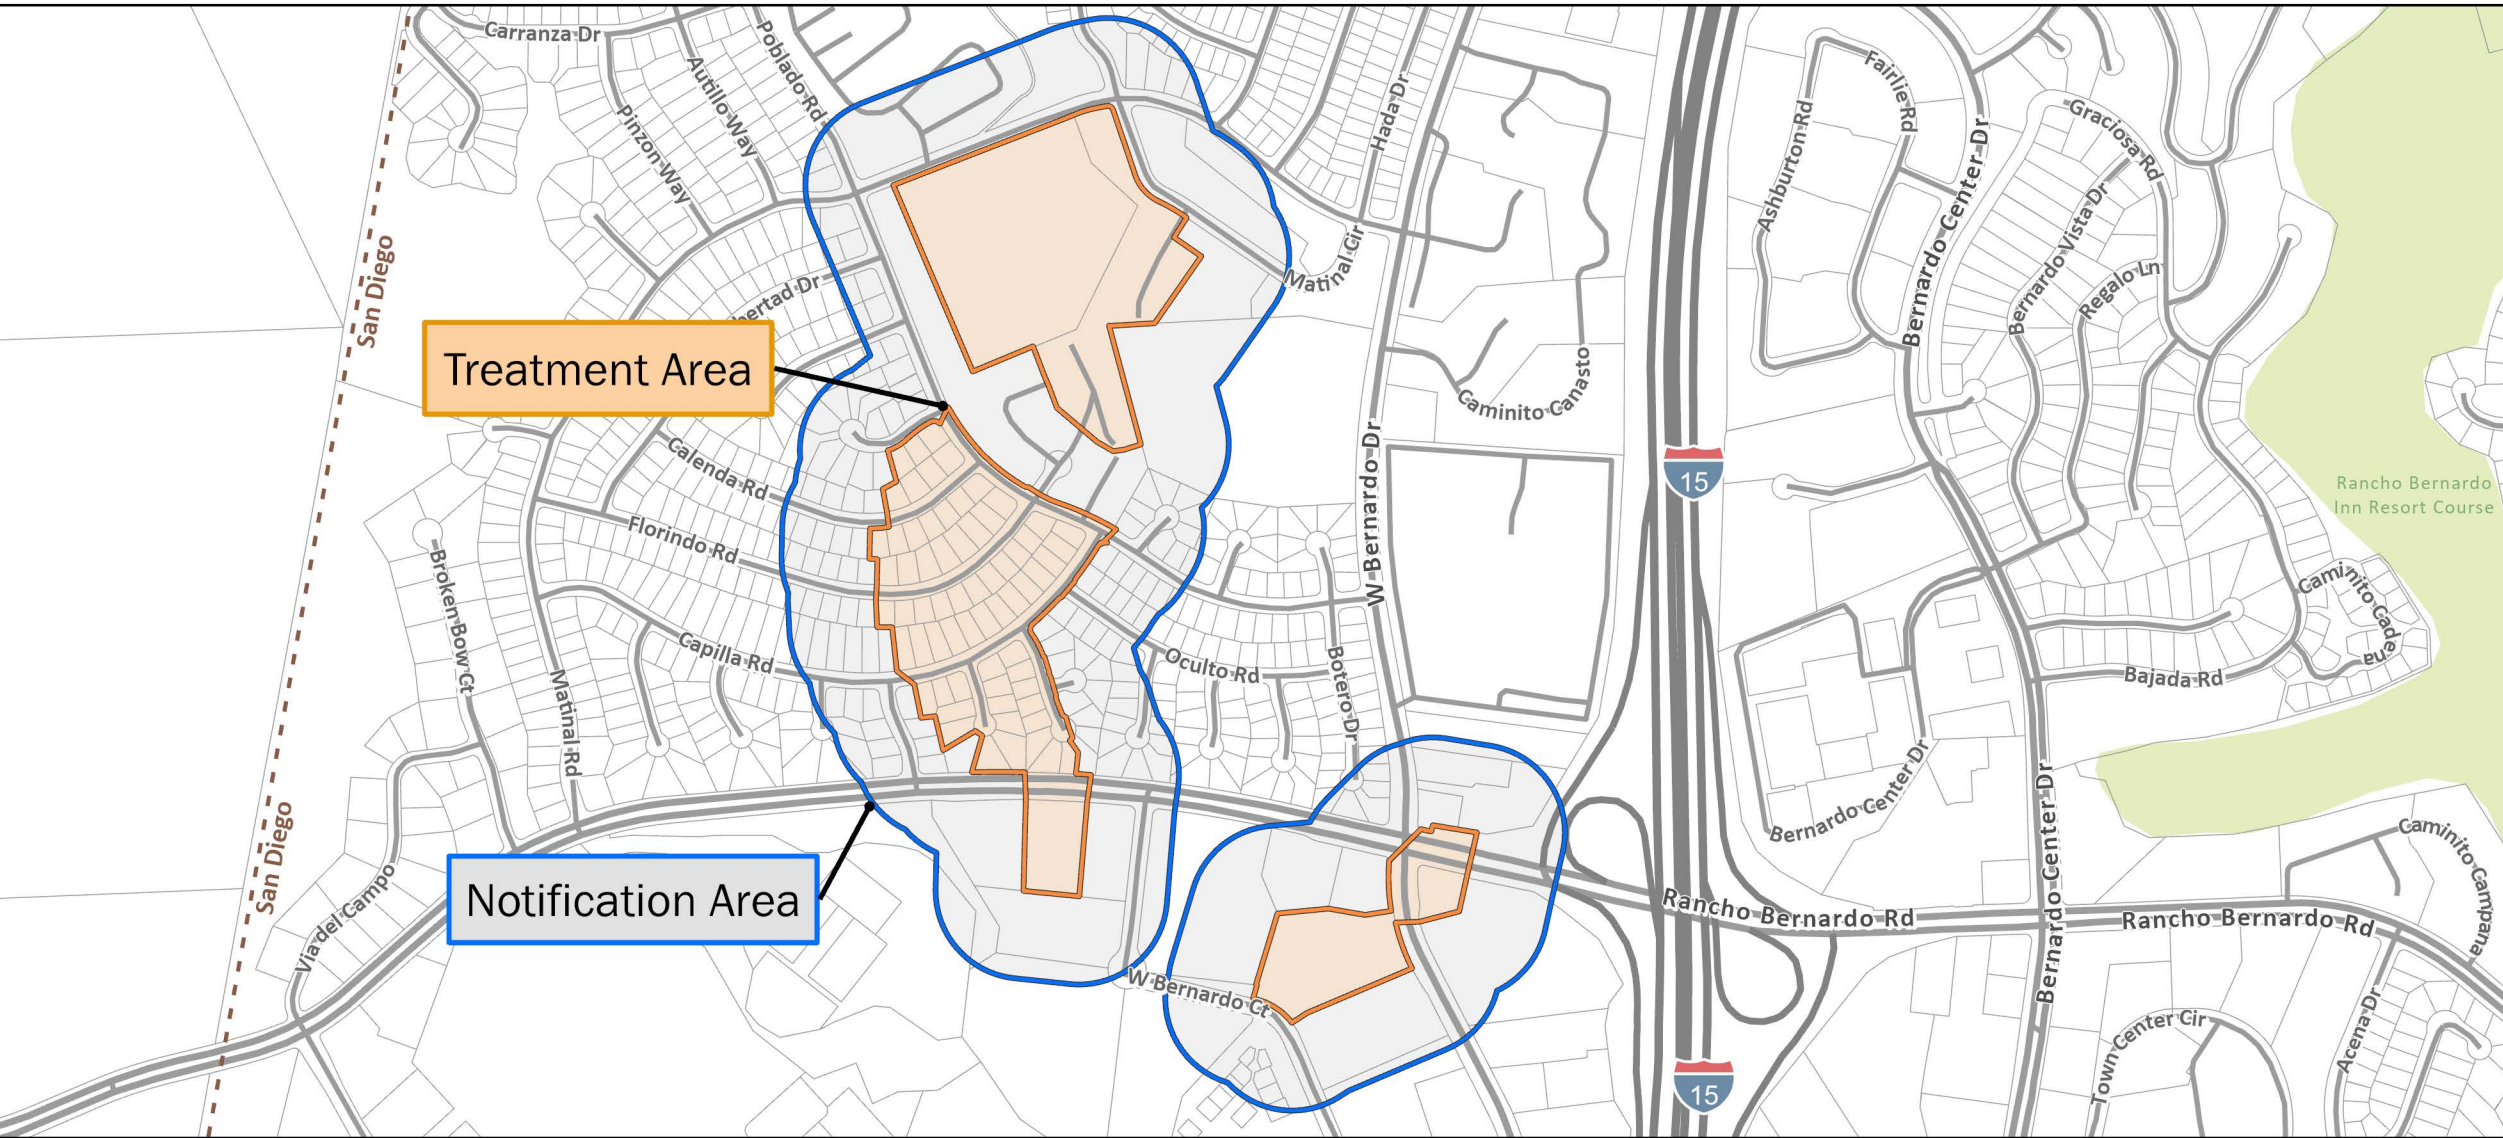 Carranza Dr
Poblado Rd
Autillo Way
Pinzon Way
Hada Dr
Fairlie Rd
Ashburton Rd
Bernardo Center Dr
Graciosa Rd
Bernardo Vista Dr
Regalo Ln
San Diego
bertad Dr
Matinal Cir
Treatment Area
Caminito Canasto
Calenda Rd
W Bernardo Dr
15
Rancho Bernardo
Inn Resort Course
Florindo Rd
Broken Bow Ct
Capilla Rd
Matinal Rd
Oculto Rd
Botero Dr
Caminito Cadena
Bajada Rd
Bernardo Center Dr
Bernardo Center Dr
San Diego
Via del Campo
Notification Area
W Bernardo Ct
Rancho Bernardo Rd
Rancho Bernardo Rd
Caminito Campana
Bernardo Center Dr
Acena Dr
Town Center Cir
15